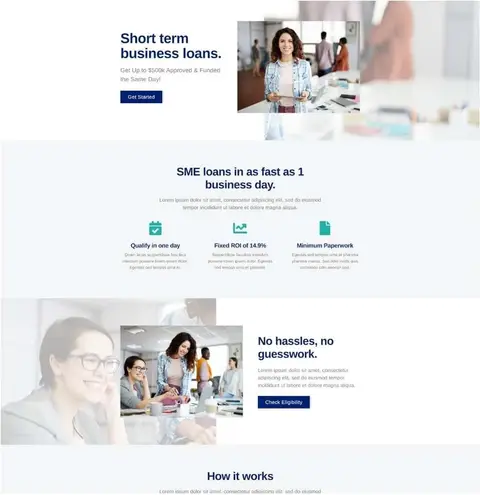 Short term
business loans.
Get Up to $500k Approved & Funded
the Same Day!
Get Started
SME loans in as fast as 1
business day.
Lorem ipsum dolor sit amet, consectetur adipiscing elit, sed do eiusmod
tempor incididunt ut labore et dolore magna aliqua.
Qualify in one day
Fixed ROI of 14.9%
Minimum Paperwork
No hassles, no
guesswork.
Lorem ipsum dolor sit amet, consectetur
adipiscing elit, sed do eiusmod tempor
incididunt ut labore et dolore magna aliqua.
Check Eligibility
How it works